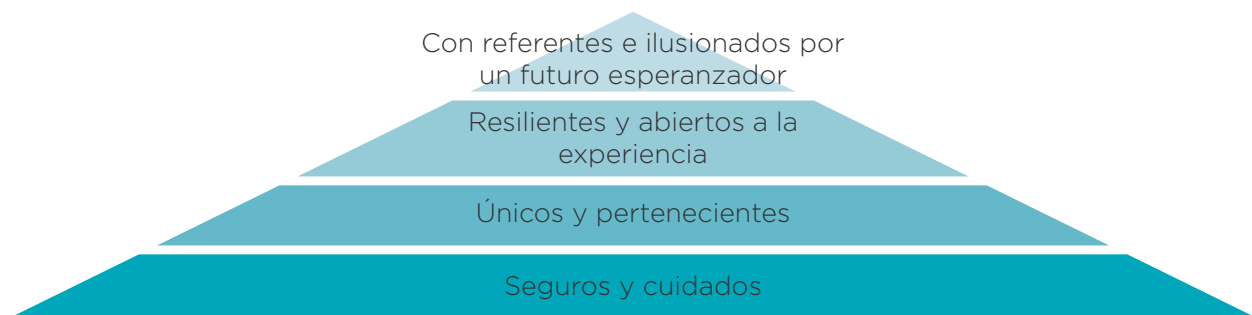 Con referentes e ilusionados por
un futuro esperanzador
Resilientes y abiertos a la
experiencia
Únicos y pertenecientes
Seguros y cuidados